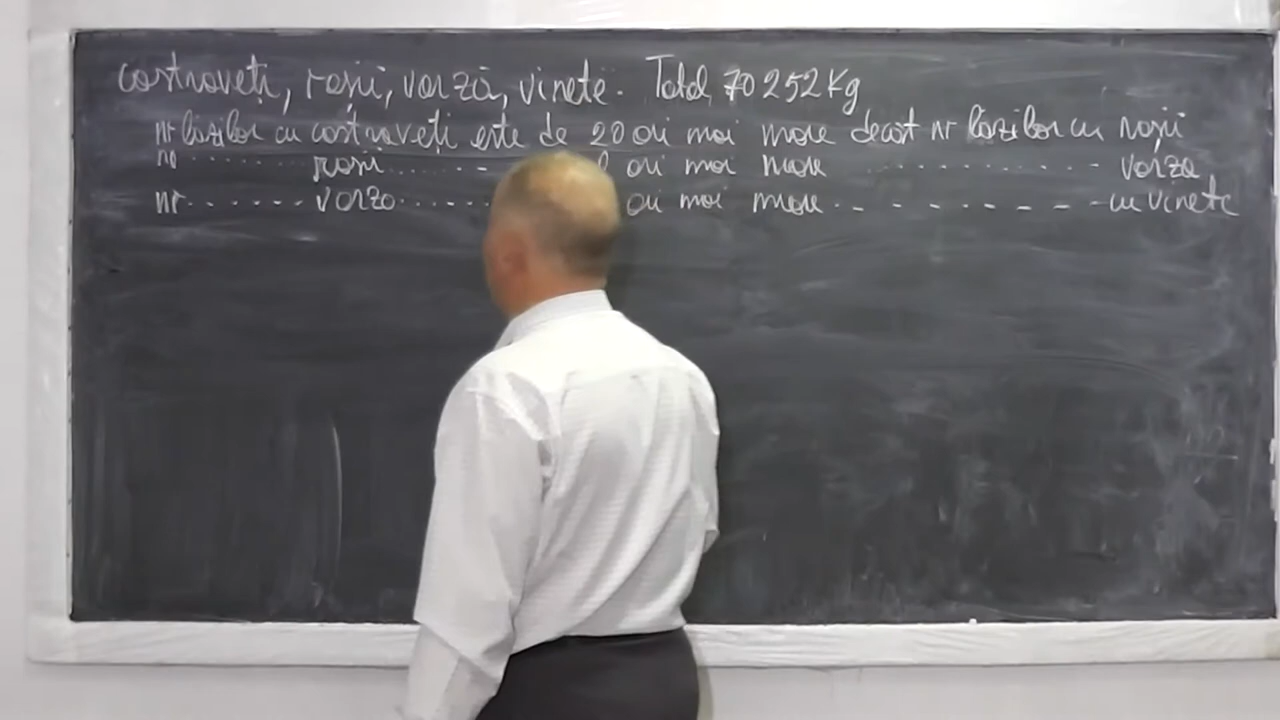 castraveți, roșii, varză, vinete. Total 70252 Kg
nr lăzilor cu castraveți este de 20 ori mai mare decât nr lăzilor cu roșii
nr ........ roșii ........ ori mai mare ............ varza
nr ...... varza ...... ori mai mare ........ cu vinete